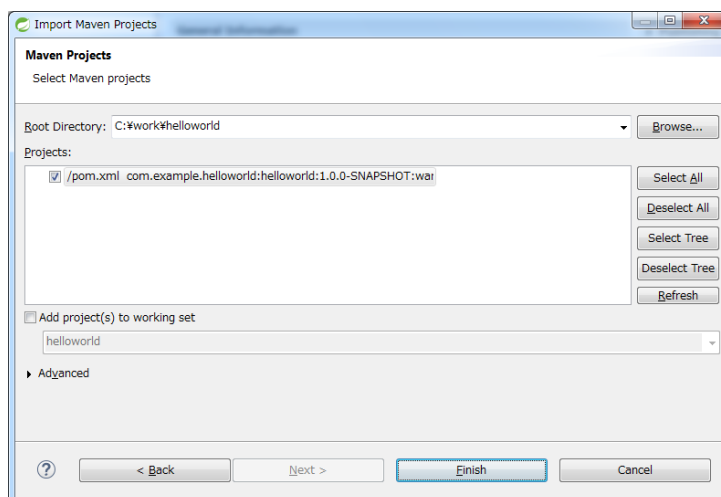 Import Maven Projects
General Information
Maven Projects
Select Maven projects
Root Directory: C:¥work¥helloworld
Browse...
Projects:
/pom.xml com.example.helloworld:helloworld:1.0.0-SNAPSHOT:war
Select All
Deselect All
Select Tree
Deselect Tree
Refresh
Add project(s) to working set
helloworld
Advanced
< Back
Next >
Finish
Cancel